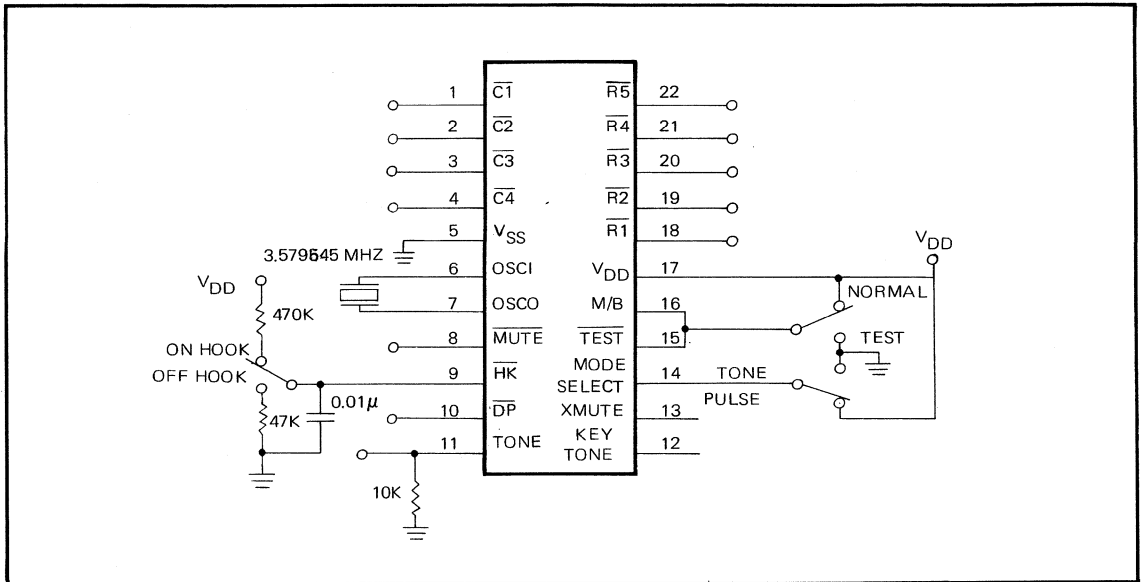 1 C1 R5 22
2 C2 R4 21
3 C3 R3 20
4 C4 R2 19
5 VSS R1 18
3.579545 MHZ
6 OSCI VDD 17
VDD
VDD
NORMAL
7 OSCO M/B 16
470K
8 MUTE TEST 15
TEST
ON HOOK
OFF HOOK
9 HK MODE SELECT 14
TONE
PULSE
0.01µ
47K
10 DP XMUTE 13
11 TONE KEY TONE 12
10K